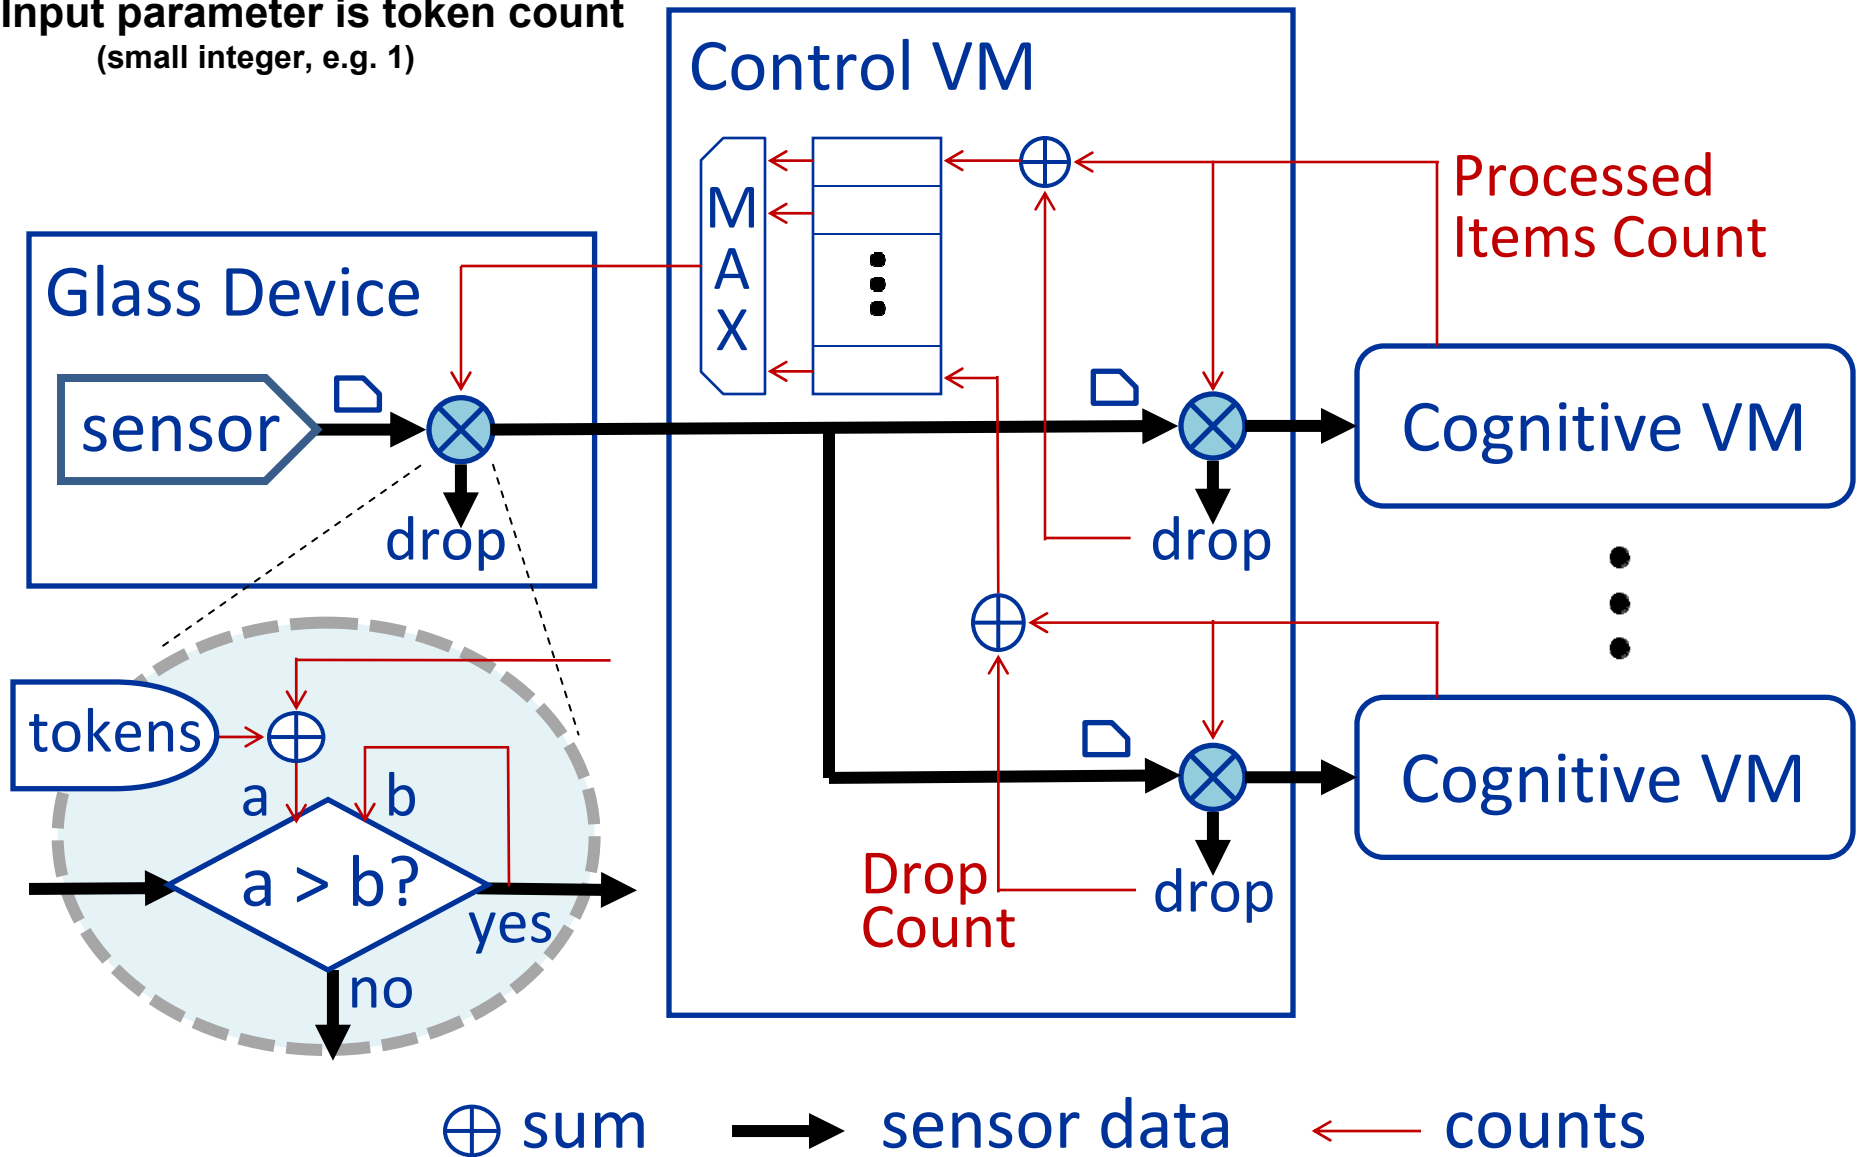 Input parameter is token count
(small integer, e.g. 1)
Control VM
Processed
Items Count
M
A
X
Glass Device
sensor
drop
Cognitive VM
drop
tokens
a
b
a > b?
yes
no
Cognitive VM
Drop
Count
drop
sum
sensor data
counts